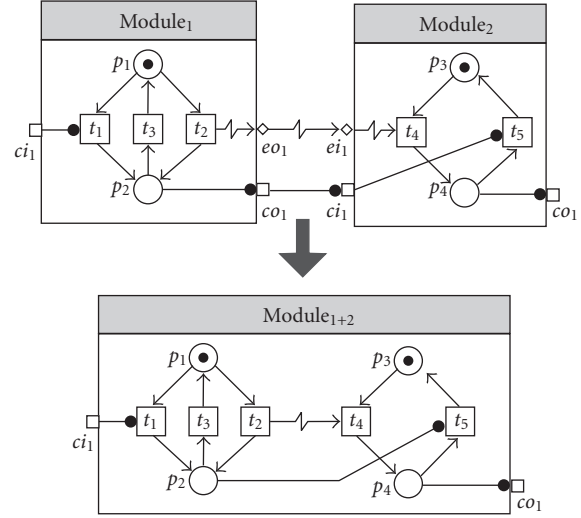 Module₁
Module₂
p₁
p₃
t₁
t₃
t₂
t₄
t₅
ci₁
eo₁
ei₁
p₂
p₄
co₁
ci₁
co₁
Module₁₊₂
p₁
p₃
t₁
t₃
t₂
t₄
t₅
ci₁
p₂
p₄
co₁